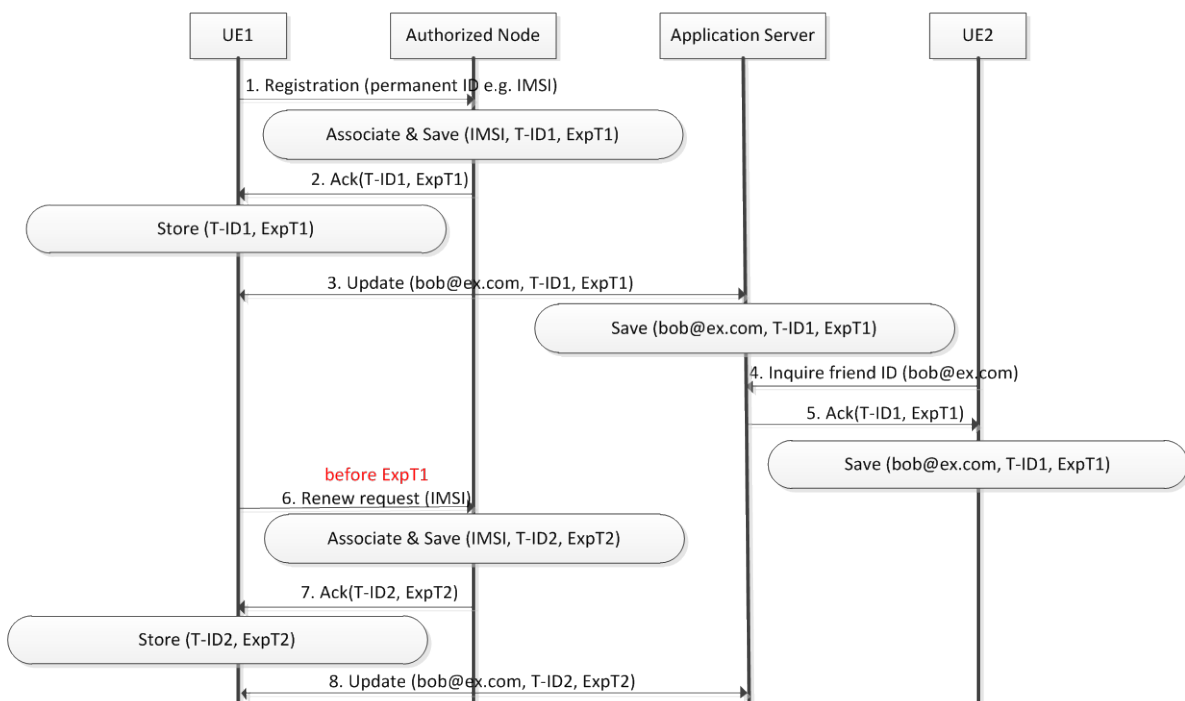 UE1
Authorized Node
Application Server
UE2
1. Registration (permanent ID e.g. IMSI)
Associate & Save (IMSI, T-ID1, ExpT1)
2. Ack(T-ID1, ExpT1)
Store (T-ID1, ExpT1)
3. Update (bob@ex.com, T-ID1, ExpT1)
Save (bob@ex.com, T-ID1, ExpT1)
4. Inquire friend ID (bob@ex.com)
5. Ack(T-ID1, ExpT1)
Save (bob@ex.com, T-ID1, ExpT1)
before ExpT1
6. Renew request (IMSI)
Associate & Save (IMSI, T-ID2, ExpT2)
7. Ack(T-ID2, ExpT2)
Store (T-ID2, ExpT2)
8. Update (bob@ex.com, T-ID2, ExpT2)